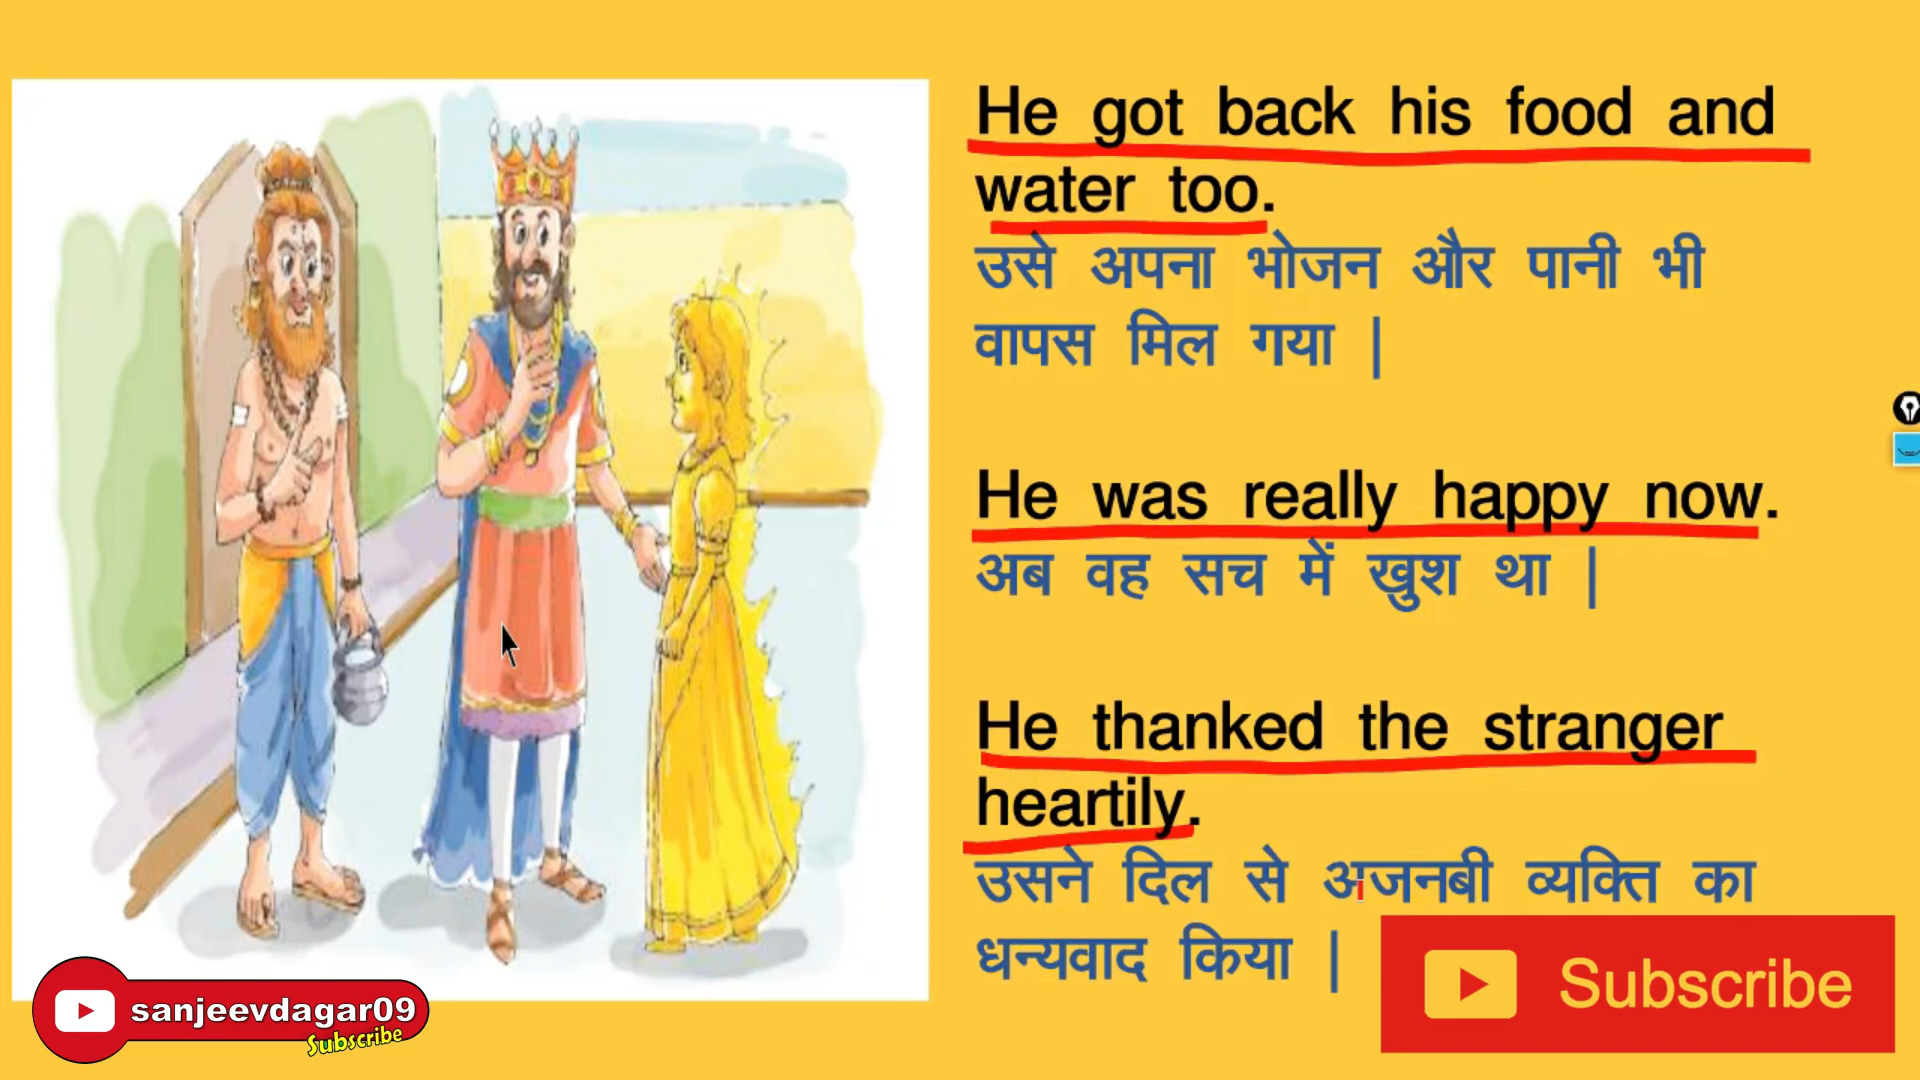 He got back his food and
water too.
उसे अपना भोजन और पानी भी
वापस मिल गया |
He was really happy now.
अब वह सच में ख़ुश था |
He thanked the stranger
heartily.
उसने दिल से अजनबी व्यक्ति का
धन्यवाद किया |
Subscribe
sanjeevdagar09
Subscribe